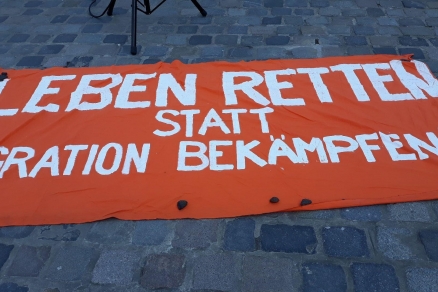 LEBEN RETTEN
STATT
GRATION BEKÄMPFEN